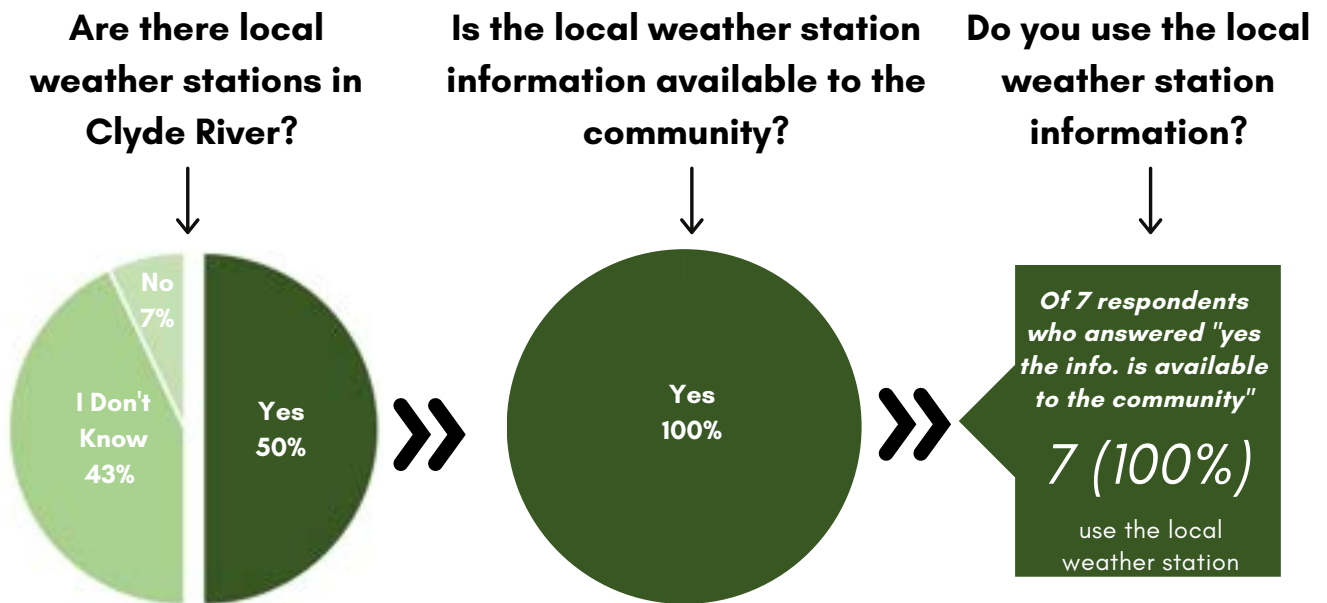 Are there local
weather stations in
Clyde River?
Is the local weather station
information available to the
community?
Do you use the local
weather station
information?
No
7%
I Don't
Know
43%
Yes
50%
Yes
100%
Of 7 respondents
who answered "yes
the info. is available
to the community"
7 (100%)
use the local
weather station